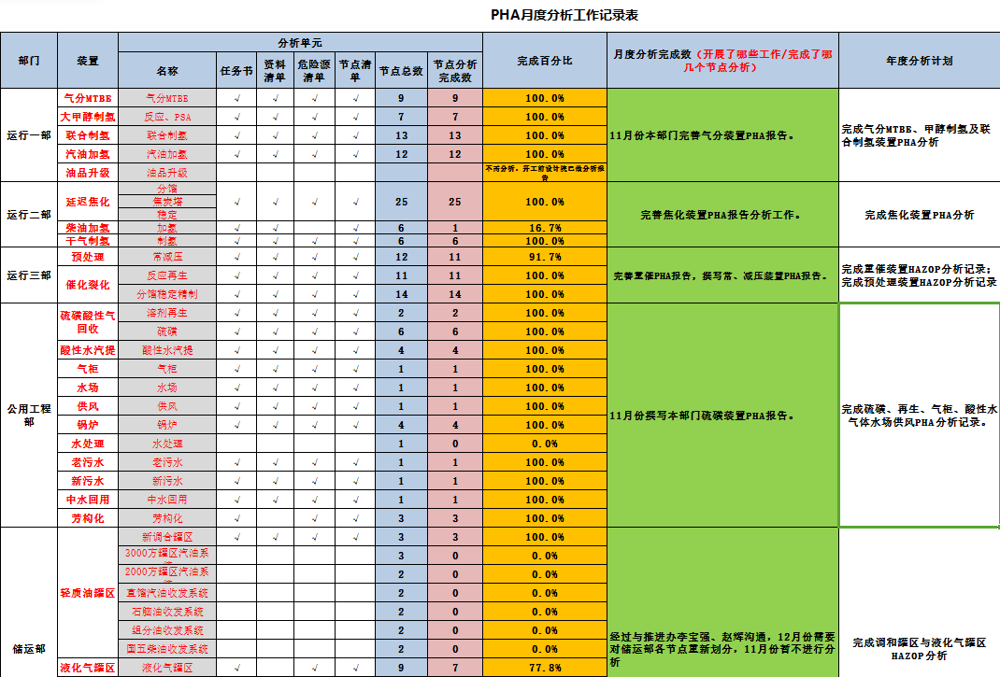 PHA月度分析工作记录表
部门 装置 分析单元 完成百分比 月度分析完成数（开展了哪些工作/完成了哪几个节点分析） 年度分析计划
名称 任务书 资料清单 危险源清单 节点清单 节点总数 节点分析完成数
运行一部 气分MTBE 气分MTBE √ √ √ √ 9 9 100.0% 11月份本部门完善气分装置PHA报告。 完成气分MTBE、甲醇制氢及联合制氢装置PHA分析
大甲醇制氢 反应、PSA √ √ √ √ 7 7 100.0%
联合制氢 联合制氢 √ √ √ √ 13 13 100.0%
汽油加氢 汽油加氢 √ √ √ √ 12 12 100.0%
油品升级 油品升级 不需分析，开工前设计院已做分析报告
运行二部 延迟焦化 分馏 √ √ √ √ 25 25 100.0% 完善焦化装置PHA报告分析工作。 完成焦化装置PHA分析
焦炭塔
稳定
柴油加氢 加氢 √ √ √ 6 1 16.7%
干气制氢 制氢 √ √ √ √ 6 6 100.0%
运行三部 预处理 常减压 √ √ √ √ 12 11 91.7% 完善重催PHA报告，撰写常、减压装置PHA报告。 完成重催装置HAZOP分析记录；完成预处理装置HAZOP分析记录
催化裂化 反应再生 √ √ √ √ 11 11 100.0%
分馏稳定精制 √ √ √ √ 14 14 100.0%
公用工程部 硫磺酸性气回收 溶剂再生 √ √ √ √ 2 2 100.0% 11月份撰写本部门硫磺装置PHA报告。 完成硫磺、再生、气柜、酸性水气体水场供风PHA分析记录。
硫磺 √ √ √ √ 6 6 100.0%
酸性水汽提 酸性水汽提 √ √ √ √ 4 4 100.0%
气柜 气柜 √ √ √ √ 1 1 100.0%
水场 水场 √ √ √ √ 1 1 100.0%
供风 供风 √ √ √ √ 1 1 100.0%
锅炉 锅炉 √ √ √ √ 4 4 100.0%
水处理 水处理 1 0 0.0%
老污水 老污水 √ √ √ √ 1 1 100.0%
新污水 新污水 √ √ √ √ 1 1 100.0%
中水回用 中水回用 √ √ √ √ 1 1 100.0%
芳构化 芳构化 √ √ √ 3 3 100.0%
储运部 轻质油罐区 新调合罐区 √ √ √ √ 3 3 100.0% 经过与推进办李宝强、赵辉沟通，12月份需要对储运部各节点重新划分，11月份暂不进行分析 完成调和罐区与液化气罐区HAZOP分析
3000方罐区汽油系 3 0 0.0%
2000方罐区汽油系 2 0 0.0%
直馏汽油收发系统 2 0 0.0%
石脑油收发系统 2 0 0.0%
组分油收发系统 2 0 0.0%
国五柴油收发系统 2 0 0.0%
液化气罐区 液化气罐区 √ √ √ 9 7 77.8%